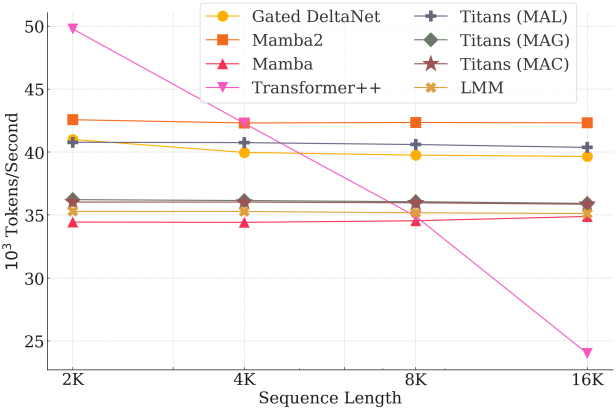 Gated DeltaNet
Mamba2
Mamba
Transformer++
Titans (MAL)
Titans (MAG)
Titans (MAC)
LMM
10³ Tokens/Second
50
45
40
35
30
25
2K
4K
8K
16K
Sequence Length